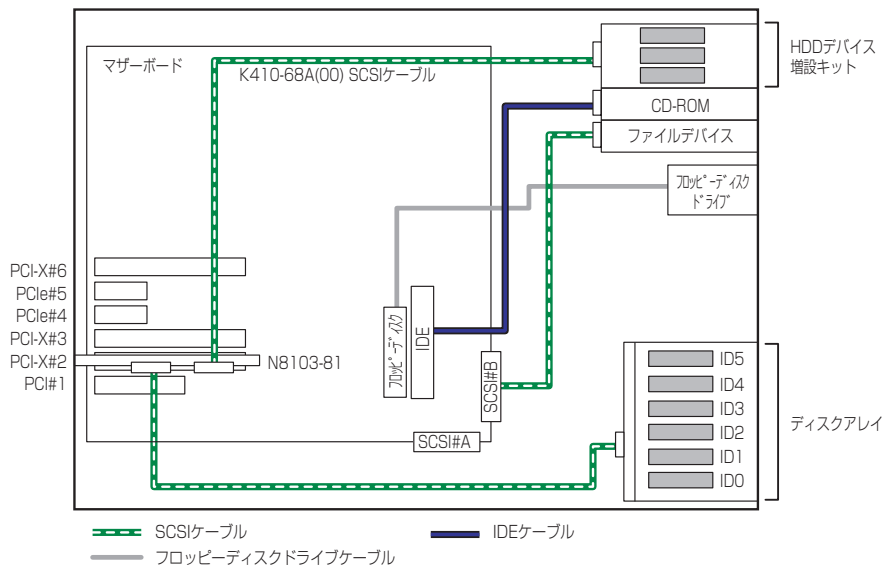 マザーボード
K410-68A(00) SCSIケーブル
HDDデバイス
増設キット
CD-ROM
ファイルデバイス
フロッピーディスク
ドライブ
PCI-X#6
PCIe#5
PCIe#4
PCI-X#3
PCI-X#2
PCI#1
N8103-81
フロッピーディスク
IDE
SCSI#B
SCSI#A
ID5
ID4
ID3
ID2
ID1
ID0
ディスクアレイ
SCSIケーブル
IDEケーブル
フロッピーディスクドライブケーブル